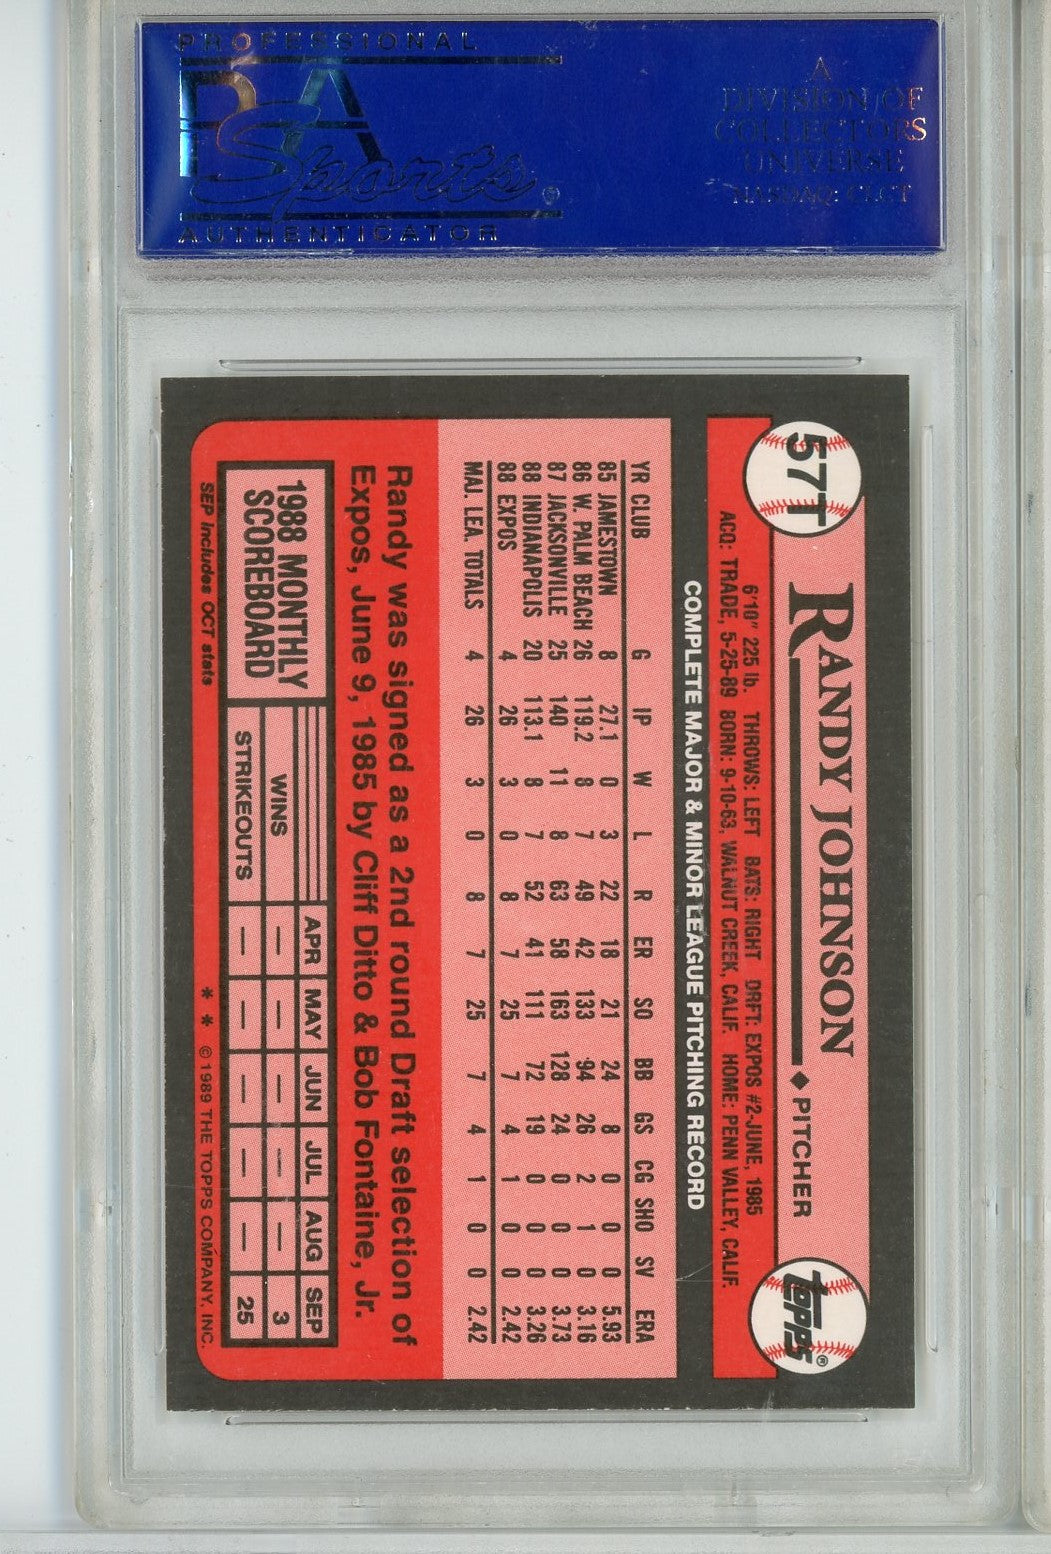 PROFESSIONAL
PSA
Sports®
AUTHENTICATOR
A
DIVISION OF
COLLECTORS
UNIVERSE
NASDAQ: CLCT
57T
RANDY JOHNSON
◆ PITCHER
topps®
6'10" 225 lb. THROWS: LEFT BATS: RIGHT DRFT: EXPOS #2-JUNE, 1985
ACQ: TRADE, 5-25-89 BORN: 9-10-63, WALNUT CREEK, CALIF. HOME: PENN VALLEY, CALIF.
COMPLETE MAJOR & MINOR LEAGUE PITCHING RECORD
YR CLUB G IP W L R ER SO BB GS CG SHO SV ERA
85 JAMESTOWN 8 27.1 0 3 22 18 21 24 8 0 0 0 5.93
86 W. PALM BEACH 26 119.2 8 7 49 42 133 94 26 2 1 0 3.16
87 JACKSONVILLE 25 140 11 8 63 58 163 128 24 0 0 0 3.73
88 INDIANAPOLIS 20 113.1 8 7 52 41 111 72 19 0 0 0 3.26
88 EXPOS 4 26 3 0 8 7 25 7 4 1 0 0 2.42
MAJ. LEA. TOTALS 4 26 3 0 8 7 25 7 4 1 0 0 2.42
Randy was signed as a 2nd round Draft selection of
Expos, June 9, 1985 by Cliff Ditto & Bob Fontaine, Jr.
1988 MONTHLY
SCOREBOARD
APR MAY JUN JUL AUG SEP
WINS — — — — — 3
STRIKEOUTS — — — — — 25
SEP includes OCT stats
* * © 1989 THE TOPPS COMPANY, INC.